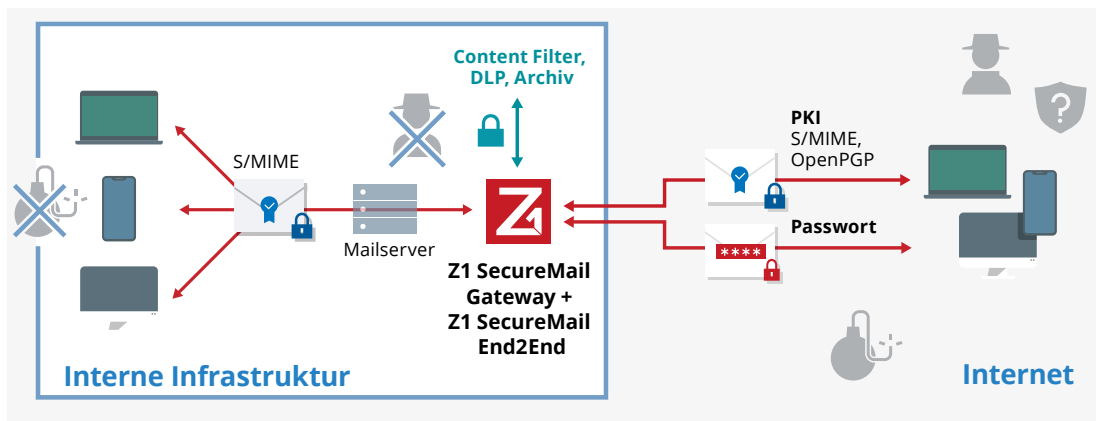 Content Filter,
DLP, Archiv
S/MIME
Mailserver
Z1
Z1 SecureMail
Gateway +
Z1 SecureMail
End2End
Interne Infrastruktur
PKI
S/MIME,
OpenPGP
Passwort
****
?
Internet